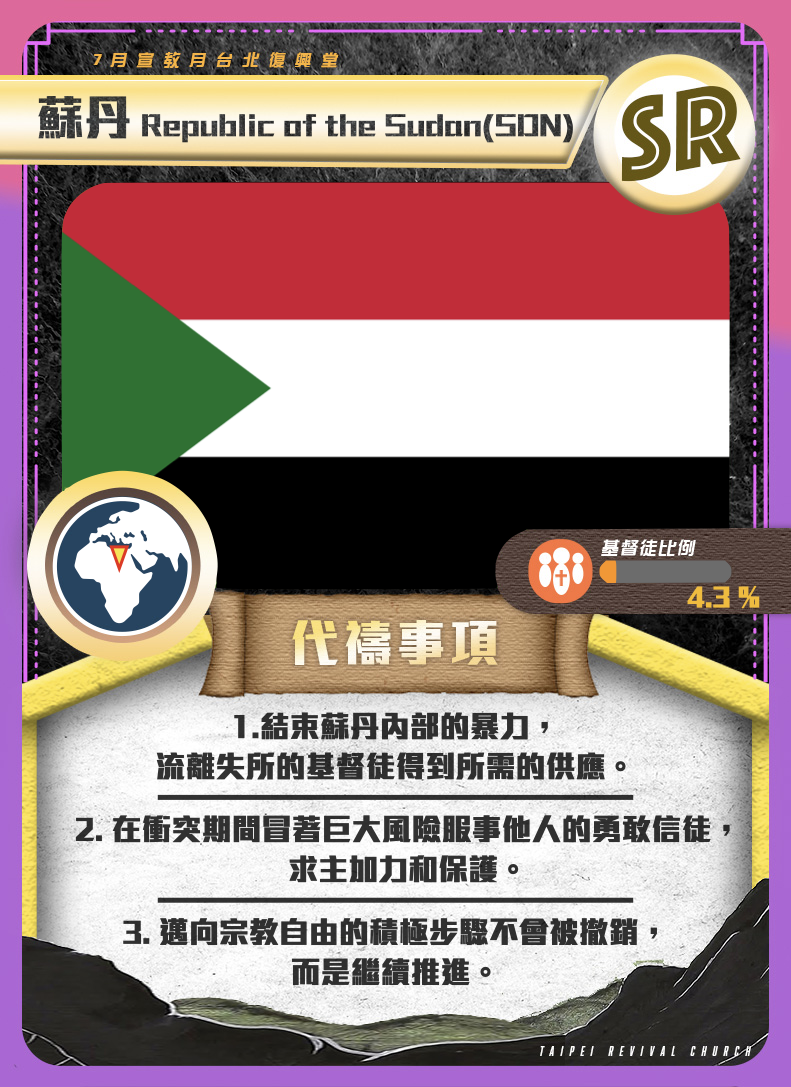 7月宣教月台北復興堂
蘇丹 Republic of the Sudan(SDN)
SR
基督徒比例
4.3 %
代禱事項
1.結束蘇丹內部的暴力，
流離失所的基督徒得到所需的供應。
2. 在衝突期間冒著巨大風險服事他人的勇敢信徒，
求主加力和保護。
3. 邁向宗教自由的積極步驟不會被撤銷，
而是繼續推進。
TAIPEI REVIVAL CHURCH